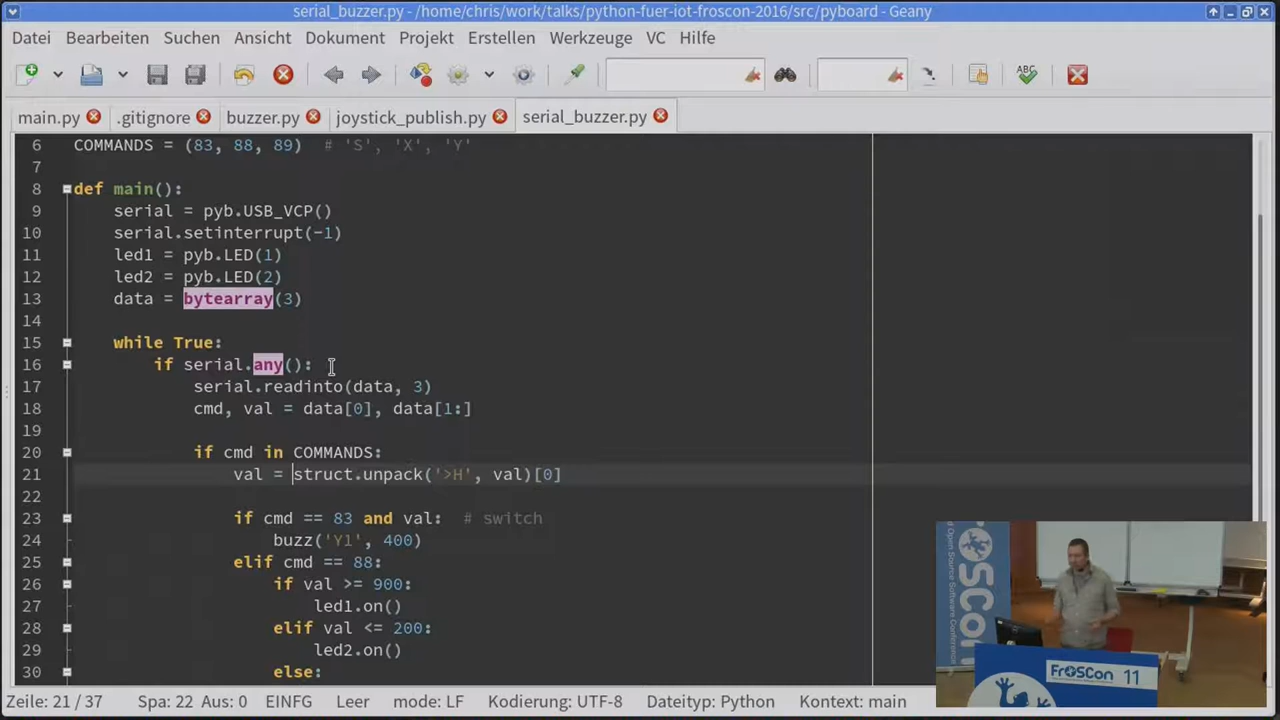 serial_buzzer.py - /home/chris/work/talks/python-fuer-iot-froscon-2016/src/pyboard - Geany
Datei Bearbeiten Suchen Ansicht Dokument Projekt Erstellen Werkzeuge VC Hilfe
ABC
main.py .gitignore buzzer.py joystick_publish.py serial_buzzer.py
6 COMMANDS = (83, 88, 89)  # 'S', 'X', 'Y'
7
8 def main():
9 serial = pyb.USB_VCP()
10 serial.setinterrupt(-1)
11 led1 = pyb.LED(1)
12 led2 = pyb.LED(2)
13 data = bytearray(3)
14
15 while True:
16 if serial.any():
17 serial.readinto(data, 3)
18 cmd, val = data[0], data[1:]
19
20 if cmd in COMMANDS:
21 val = struct.unpack('>H', val)[0]
22
23 if cmd == 83 and val:  # switch
24 buzz('Y1', 400)
25 elif cmd == 88:
26 if val >= 900:
27 led1.on()
28 elif val <= 200:
29 led2.on()
30 else:
FrOSCon 11
Zeile: 21 / 37 Spa: 22 Aus: 0 EINFG Leer mode: LF Kodierung: UTF-8 Dateityp: Python Kontext: main